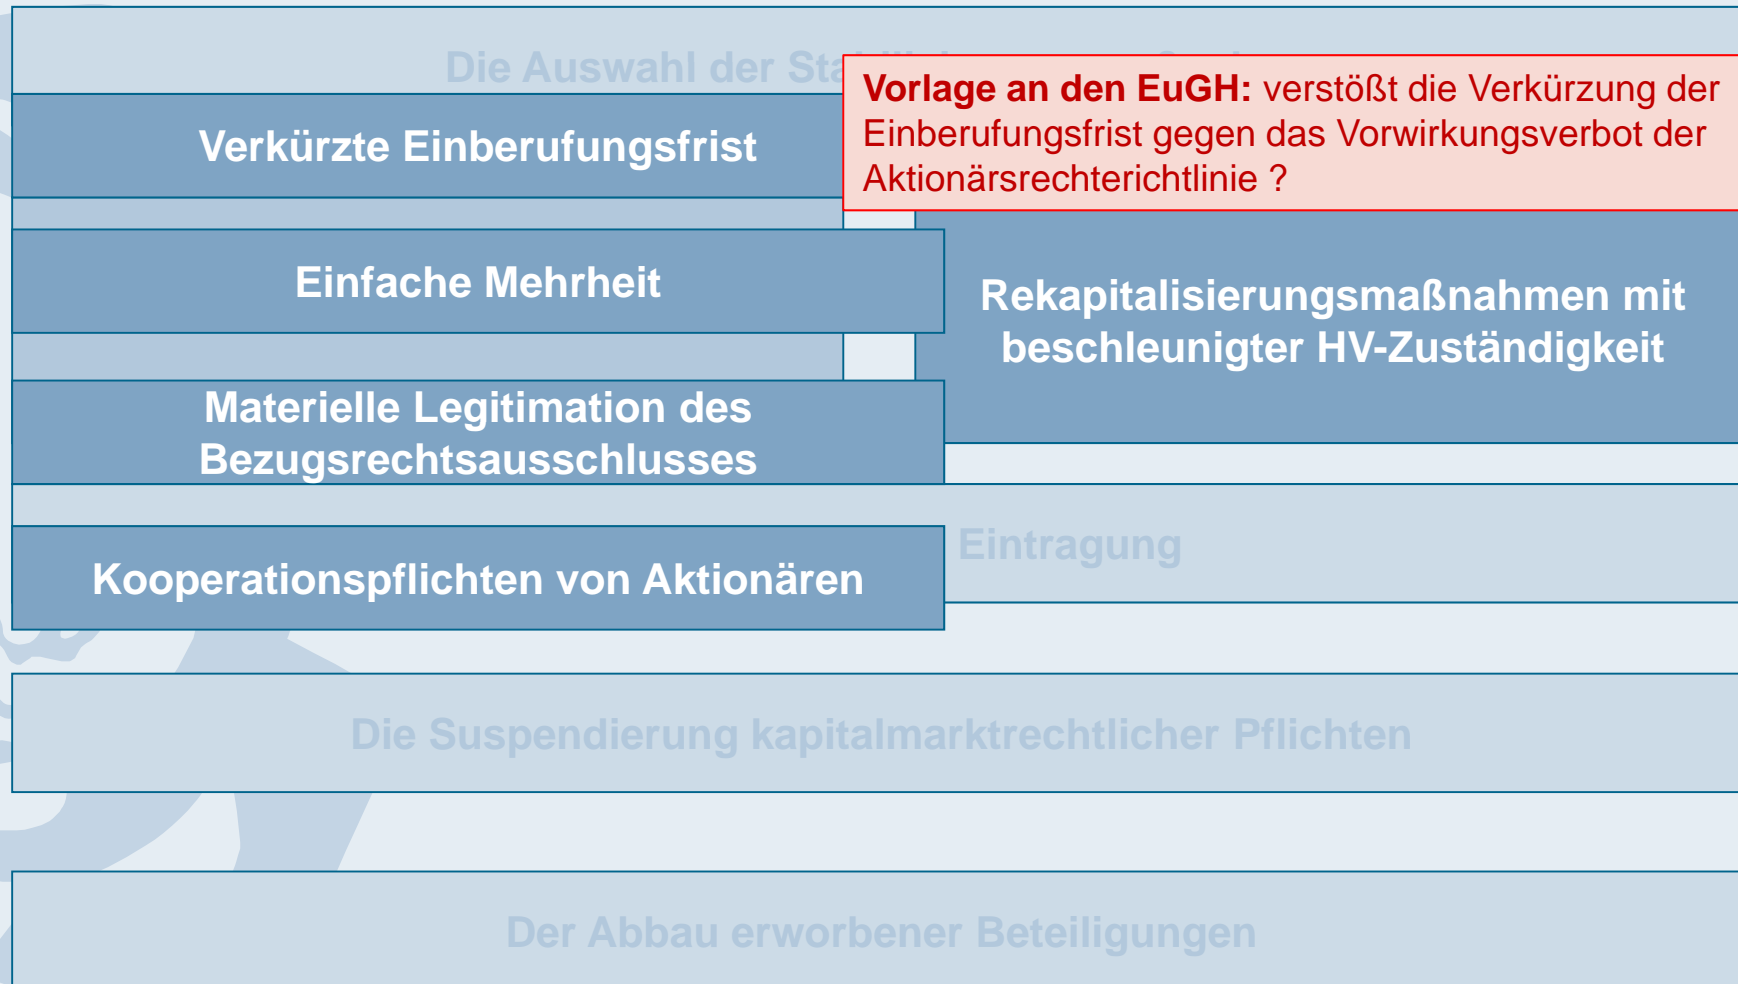 Die Auswahl der
Vorlage an den EuGH: verstößt die Verkürzung der
Einberufungsfrist gegen das Vorwirkungsverbot der
Aktionärsrechterichtlinie ?
Verkürzte Einberufungsfrist
Einfache Mehrheit
Rekapitalisierungsmaßnahmen mit
beschleunigter HV-Zuständigkeit
Materielle Legitimation des
Bezugsrechtsausschlusses
Eintragung
Kooperationspflichten von Aktionären
Die Suspendierung kapitalmarktrechtlicher Pflichten
Der Abbau erworbener Beteiligungen